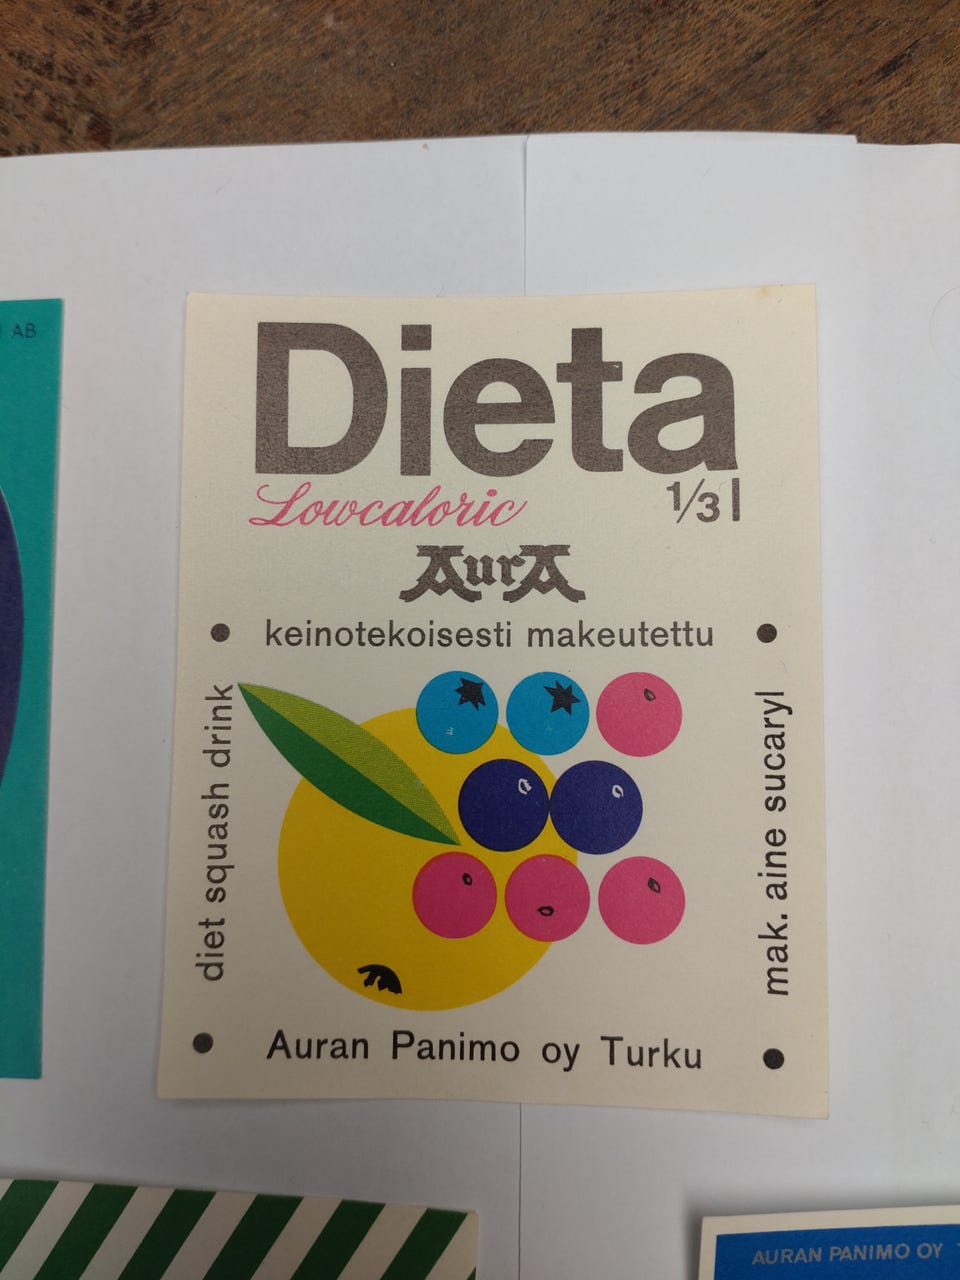 AB
Dieta
Lowcaloric
1/3 l
AurA
keinotekoisesti makeutettu
diet squash drink
mak. aine sucaryl
Auran Panimo oy Turku
AURAN PANIMO OY